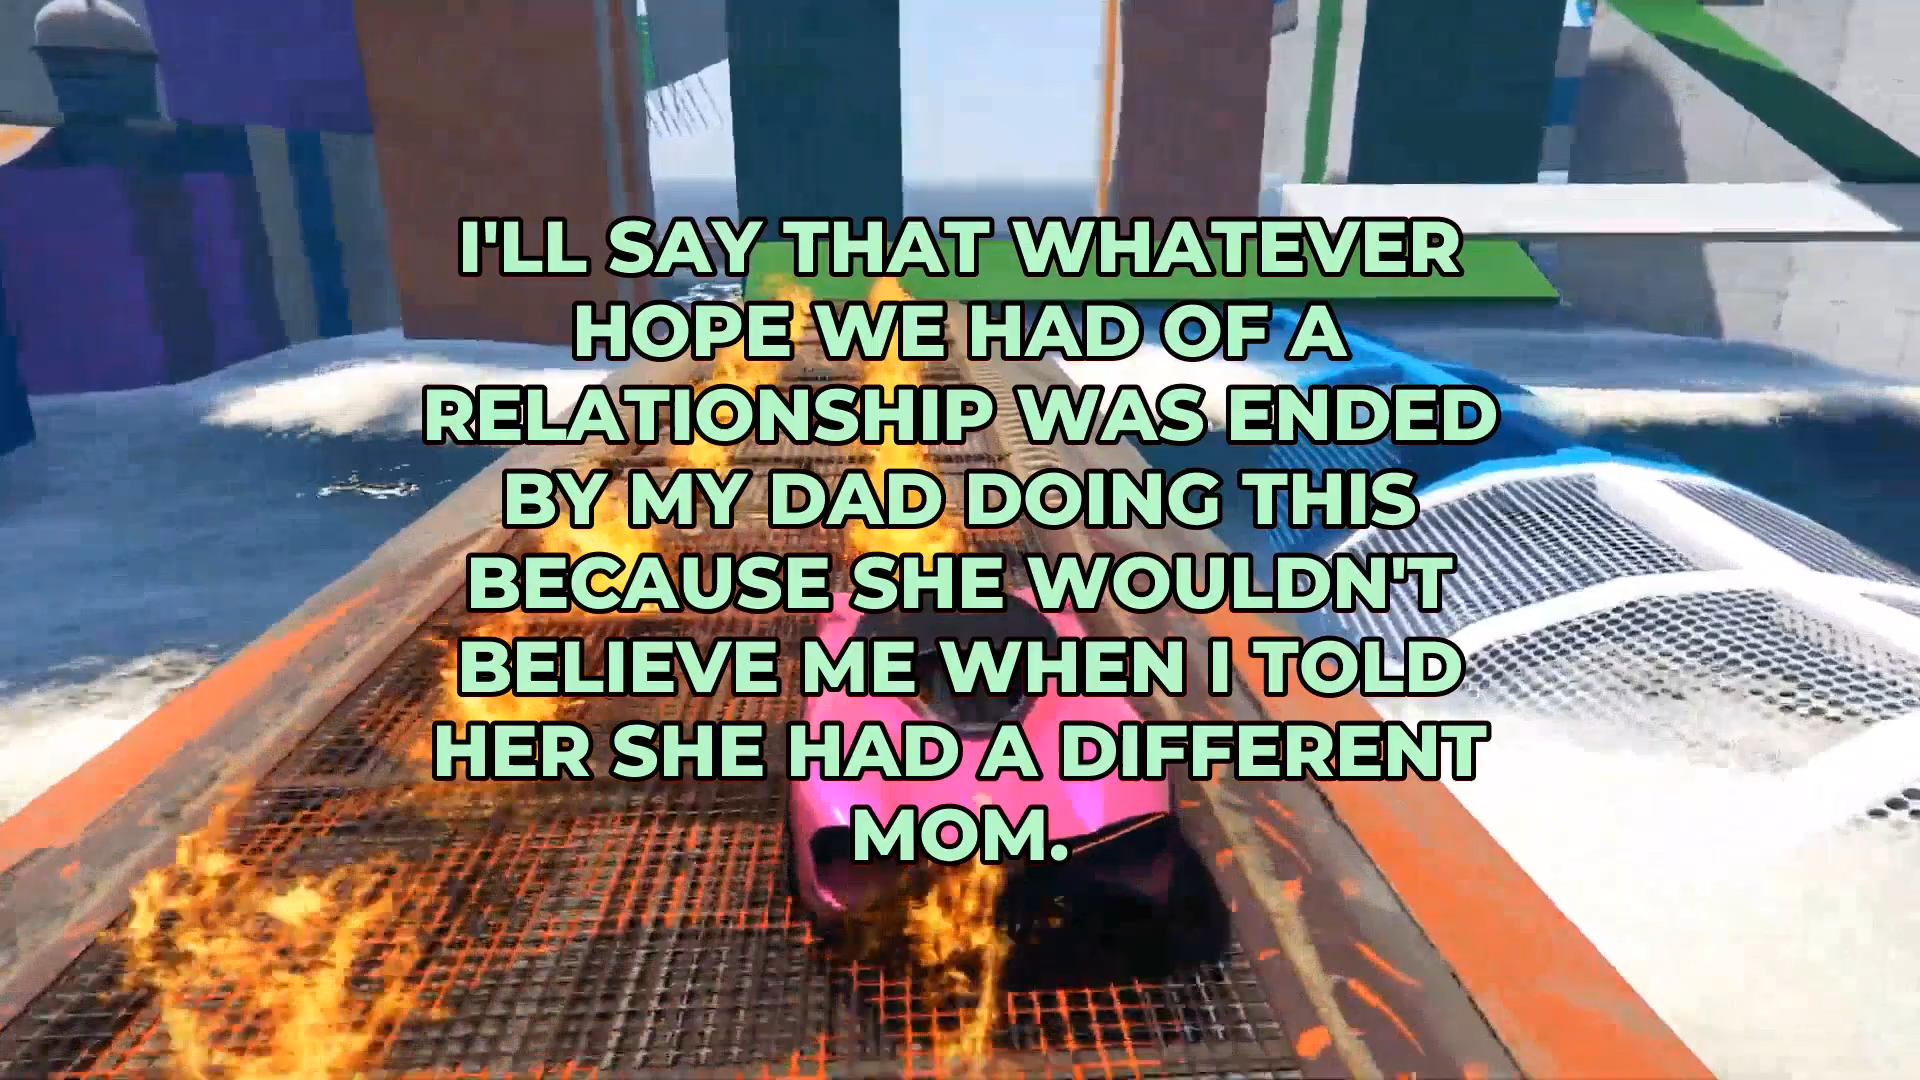 I'LL SAY THAT WHATEVER
HOPE WE HAD OF A
RELATIONSHIP WAS ENDED
BY MY DAD DOING THIS
BECAUSE SHE WOULDN'T
BELIEVE ME WHEN I TOLD
HER SHE HAD A DIFFERENT
MOM.